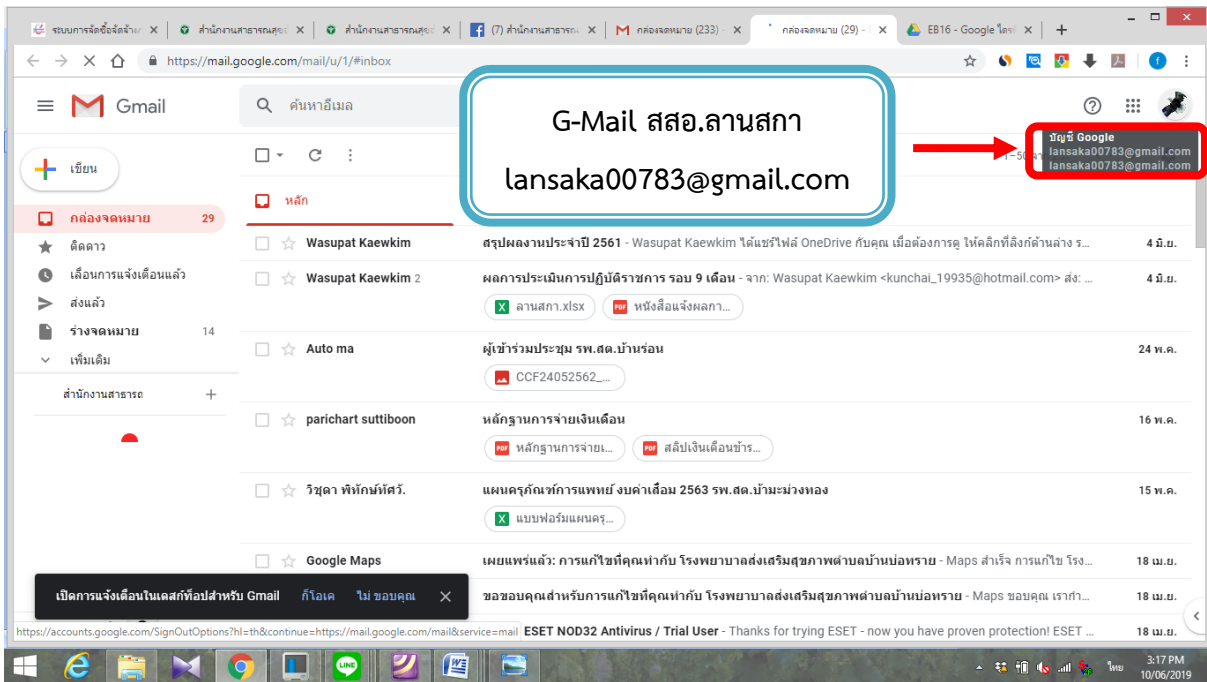 ระบบการจัดซื้อจัดจ้าง
สำนักงานสาธารณสุข
สำนักงานสาธารณสุข
(7) สำนักงานสาธารณ
กล่องจดหมาย (233) -
กล่องจดหมาย (29) -
EB16 - Google ไดร
https://mail.google.com/mail/u/1/#inbox
Gmail
ค้นหาอีเมล
G-Mail สสอ.ลานสกา
lansaka00783@gmail.com
บัญชี Google
lansaka00783@gmail.com
lansaka00783@gmail.com
1–50
เขียน
หลัก
กล่องจดหมาย 29
ติดดาว
เลื่อนการแจ้งเตือนแล้ว
ส่งแล้ว
ร่างจดหมาย 14
เพิ่มเติม
สำนักงานสาธารถ
Wasupat Kaewkim สรุปผลงานประจำปี 2561 - Wasupat Kaewkim ได้แชร์ไฟล์ OneDrive กับคุณ เมื่อต้องการดู ให้คลิกที่ลิงก์ด้านล่าง ร... 4 มิ.ย.
Wasupat Kaewkim 2 ผลการประเมินการปฏิบัติราชการ รอบ 9 เดือน - จาก: Wasupat Kaewkim <kunchai_19935@hotmail.com> ส่ง: ... 4 มิ.ย.
ลานสกา.xlsx PDF หนังสือแจ้งผลกา...
Auto ma ผู้เข้าร่วมประชุม รพ.สต.บ้านร่อน 24 พ.ค.
CCF24052562_...
parichart suttiboon หลักฐานการจ่ายเงินเดือน 16 พ.ค.
PDF หลักฐานการจ่ายเ... PDF สลิปเงินเดือนข้าร...
วิชุดา พิทักษ์ทัศวั. แผนครุภัณฑ์การแพทย์ งบค่าเสื่อม 2563 รพ.สต.บ้ามะม่วงทอง 15 พ.ค.
X แบบฟอร์มแผนครุ...
Google Maps เผยแพร่แล้ว: การแก้ไขที่คุณทำกับ โรงพยาบาลส่งเสริมสุขภาพตำบลบ้านบ่อทราย - Maps สำเร็จ การแก้ไข โรง... 18 เม.ย.
ขอขอบคุณสำหรับการแก้ไขที่คุณทำกับ โรงพยาบาลส่งเสริมสุขภาพตำบลบ้านบ่อทราย - Maps ขอบคุณ เรากำ... 18 เม.ย.
เปิดการแจ้งเตือนในเดสก์ท็อปสำหรับ Gmail ก็โอเค ไม่ ขอบคุณ
ESET NOD32 Antivirus / Trial User - Thanks for trying ESET - now you have proven protection! ESET ... 18 เม.ย.
https://accounts.google.com/SignOutOptions?hl=th&continue=https://mail.google.com/mail&service=mail
LINE
ไทย
3:17 PM
10/06/2019